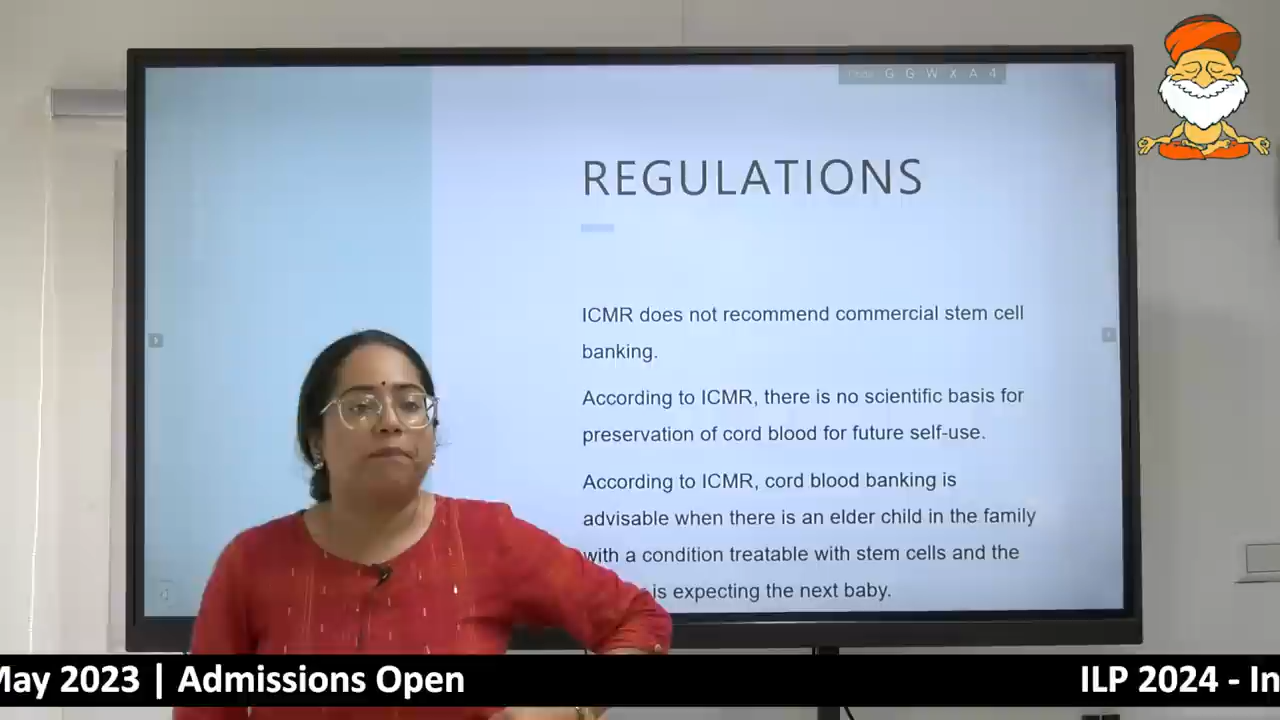 G G W X A 4
REGULATIONS
ICMR does not recommend commercial stem cell
banking.
According to ICMR, there is no scientific basis for
preservation of cord blood for future self-use.
According to ICMR, cord blood banking is
advisable when there is an elder child in the family
with a condition treatable with stem cells and the
is expecting the next baby.
May 2023 | Admissions Open
ILP 2024 - In